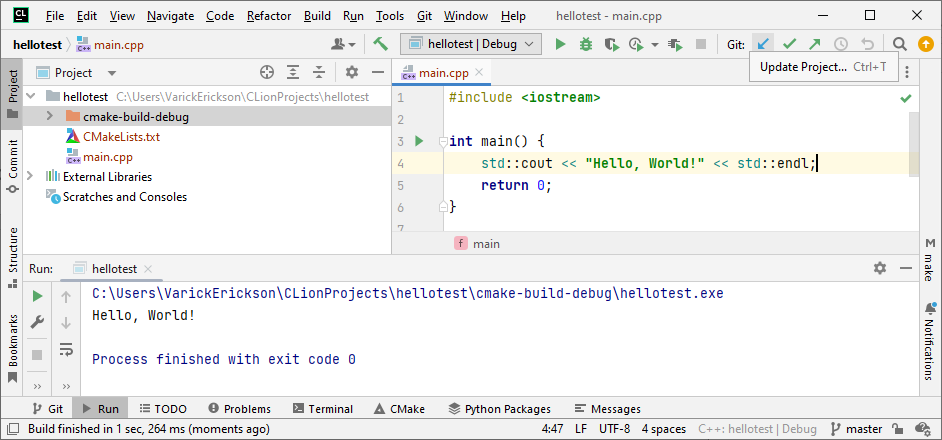 CL File Edit View Navigate Code Refactor Build Run Tools Git Window Help hellotest - main.cpp
hellotest C++ main.cpp hellotest | Debug Git:
Update Project... Ctrl+T
Project
hellotest C:\Users\VarickErickson\CLionProjects\hellotest
cmake-build-debug
CMakeLists.txt
C++ main.cpp
External Libraries
Scratches and Consoles
C++ main.cpp
1 #include <iostream>
2
3 int main() {
4 std::cout << "Hello, World!" << std::endl;
5 return 0;
6 }
7
f main
Project
Commit
Structure
Bookmarks
M make
Notifications
Run: hellotest
C:\Users\VarickErickson\CLionProjects\hellotest\cmake-build-debug\hellotest.exe
Hello, World!
Process finished with exit code 0
>> >>
Git Run TODO Problems Terminal CMake Python Packages Messages
Build finished in 1 sec, 264 ms (moments ago) 4:47 LF UTF-8 4 spaces C++: hellotest | Debug master